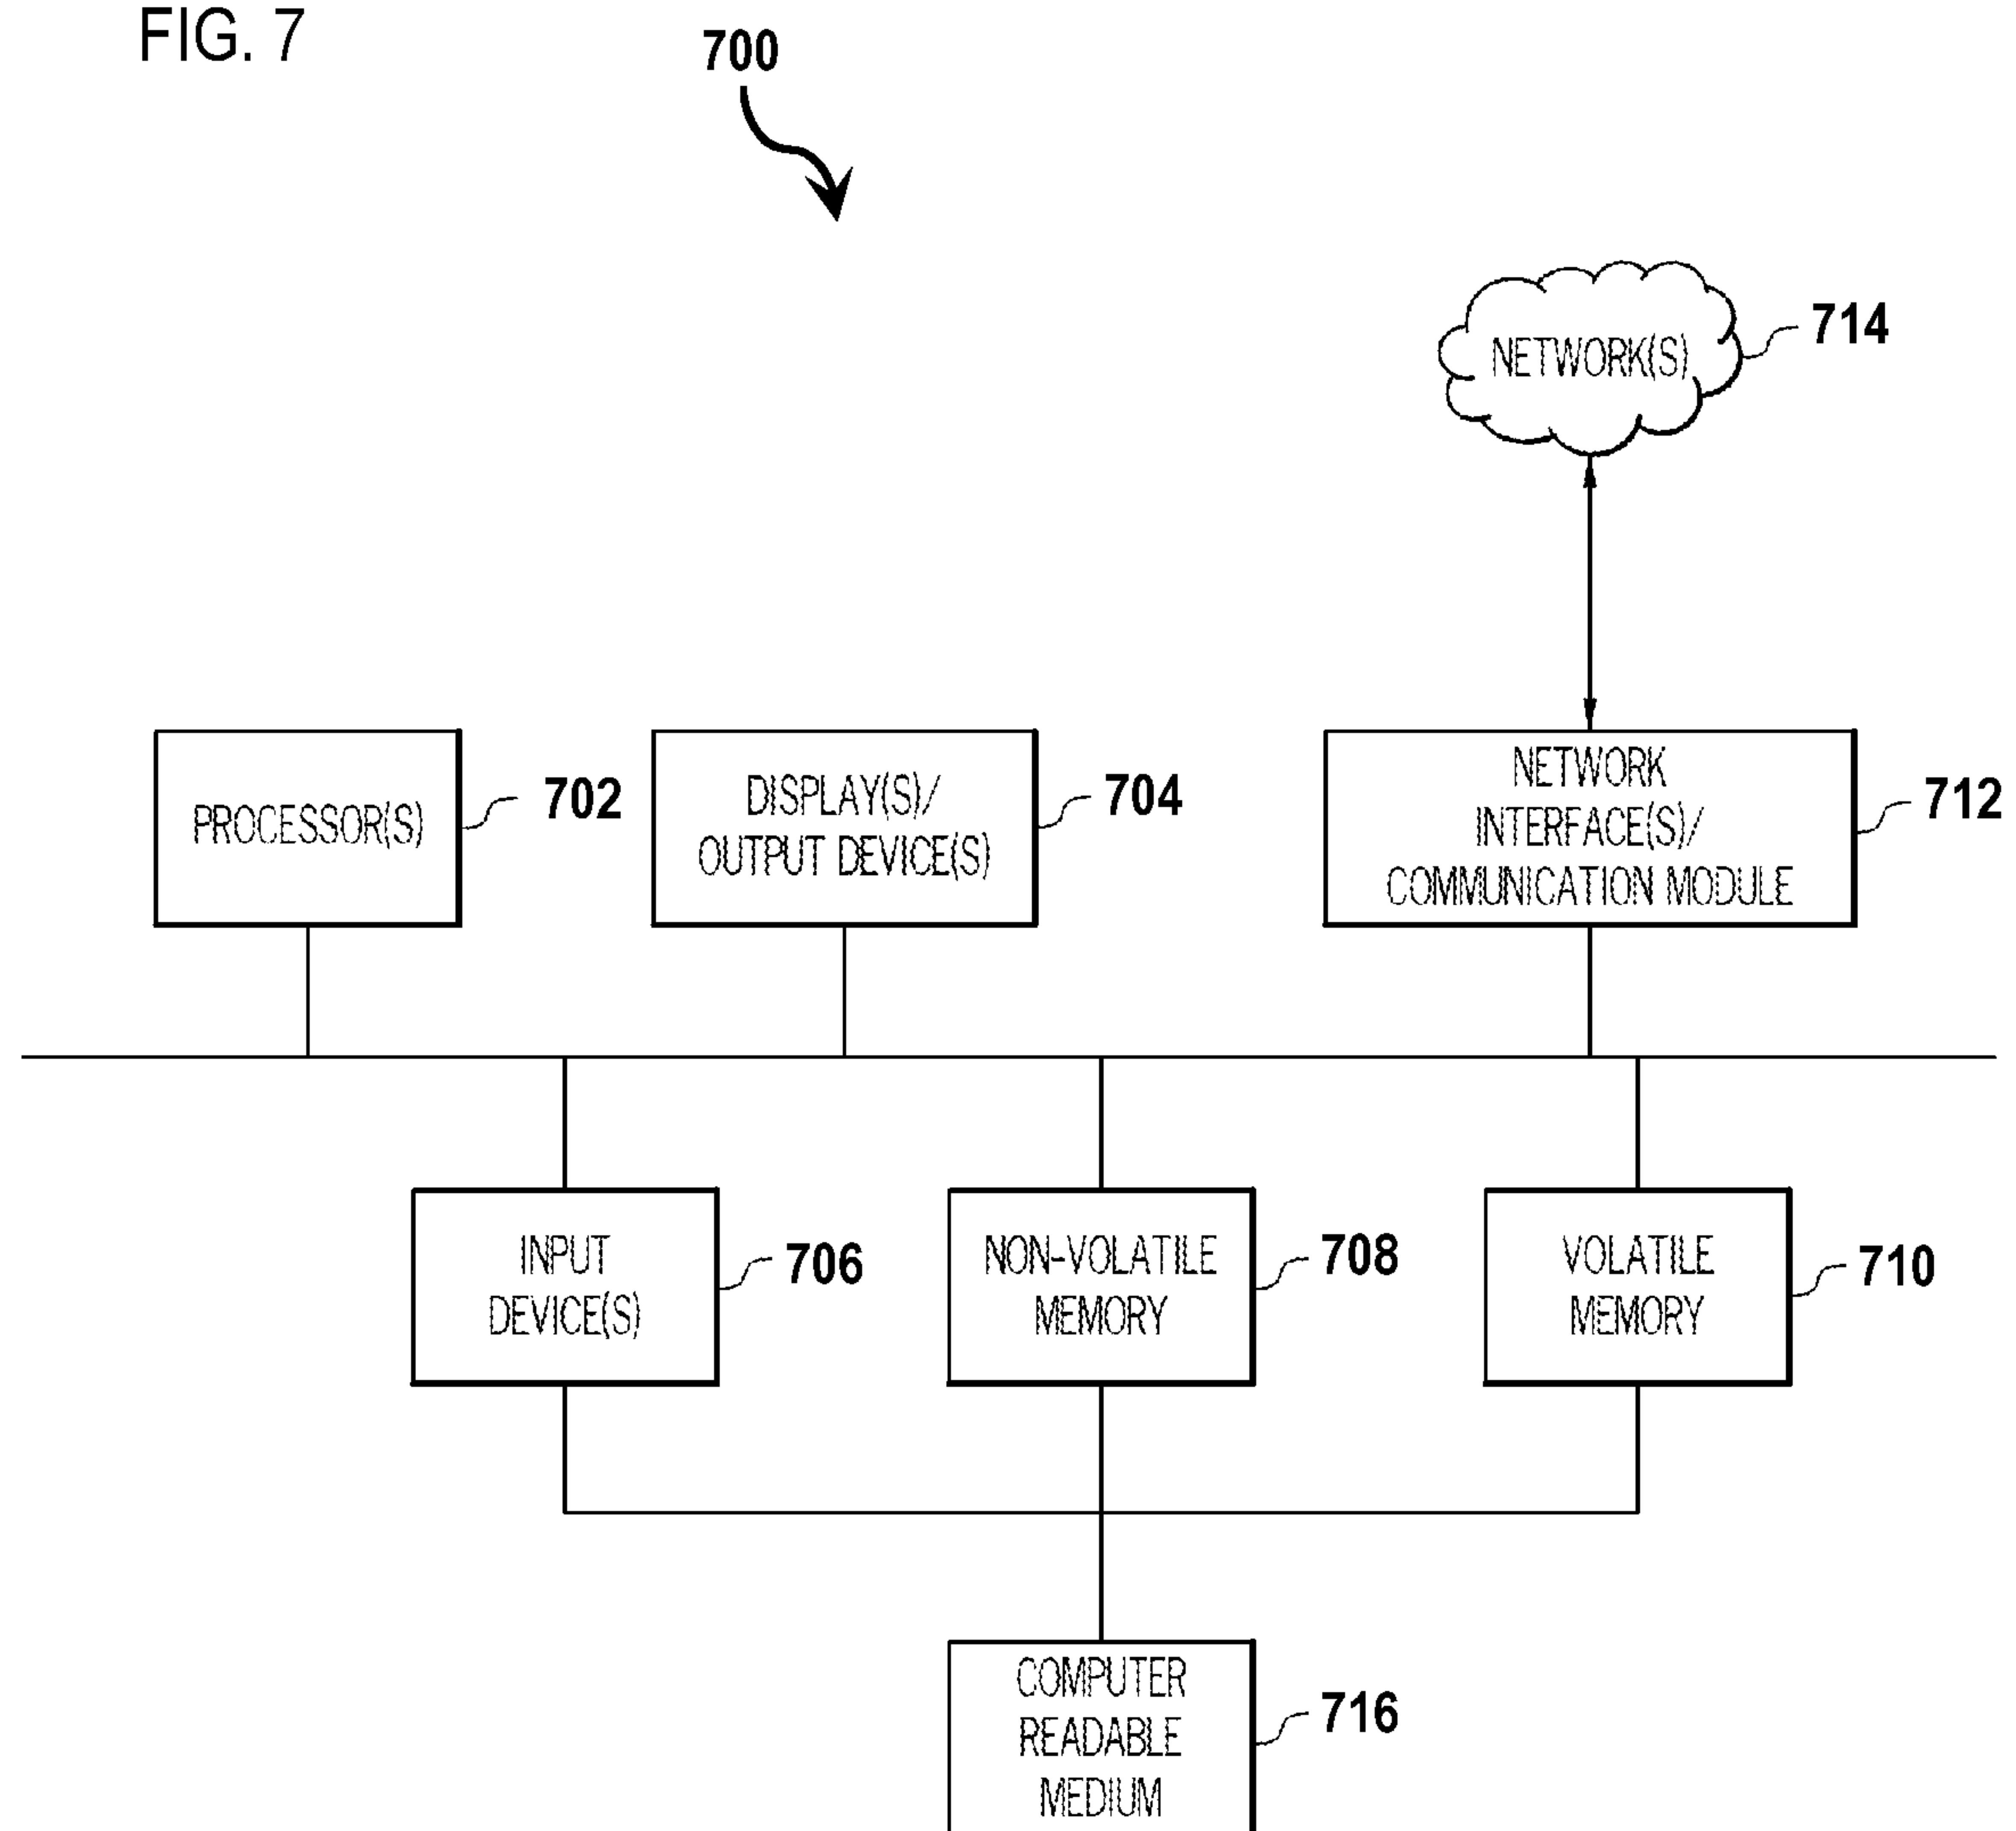 FIG. 7
700
NETWORK(S)
714
PROCESSOR(S)
702
DISPLAY(S)/
OUTPUT DEVICE(S)
704
NETWORK
INTERFACE(S)/
COMMUNICATION MODULE
712
INPUT
DEVICE(S)
706
NON-VOLATILE
MEMORY
708
VOLATILE
MEMORY
710
COMPUTER
READABLE
MEDIUM
716